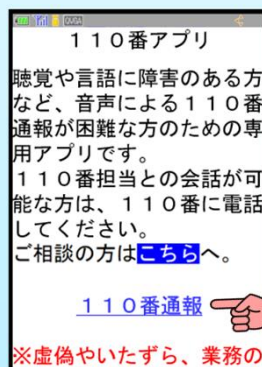 110番アプリ
聴覚や言語に障害のある方
など、音声による110番
通報が困難な方のための専
用アプリです。
110番担当との会話が可
能な方は、110番に電話
してください。
ご相談の方はこちらへ。
110番通報
※虚偽やいたずら、業務の